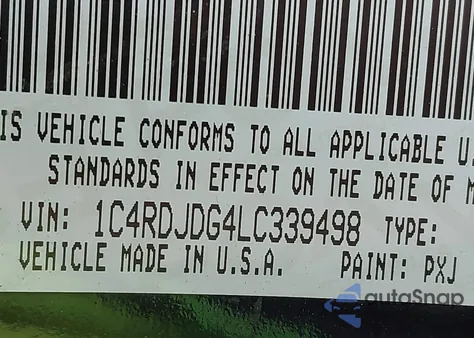 IS VEHICLE CONFORMS TO ALL APPLICABLE U.
STANDARDS IN EFFECT ON THE DATE OF M
VIN: 1C4RDJDG4LC339498 TYPE:
VEHICLE MADE IN U.S.A. PAINT: PXJ
autoSnap